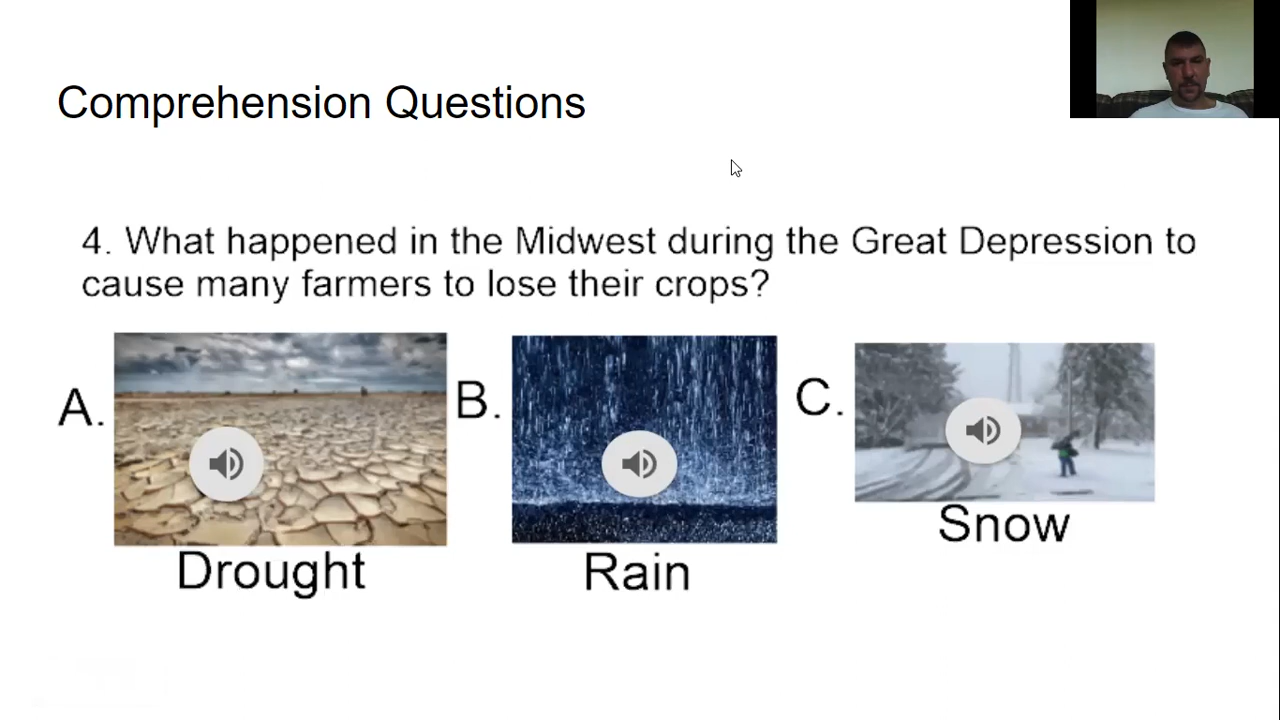 Comprehension Questions
4. What happened in the Midwest during the Great Depression to
cause many farmers to lose their crops?
A.
Drought
B.
Rain
C.
Snow